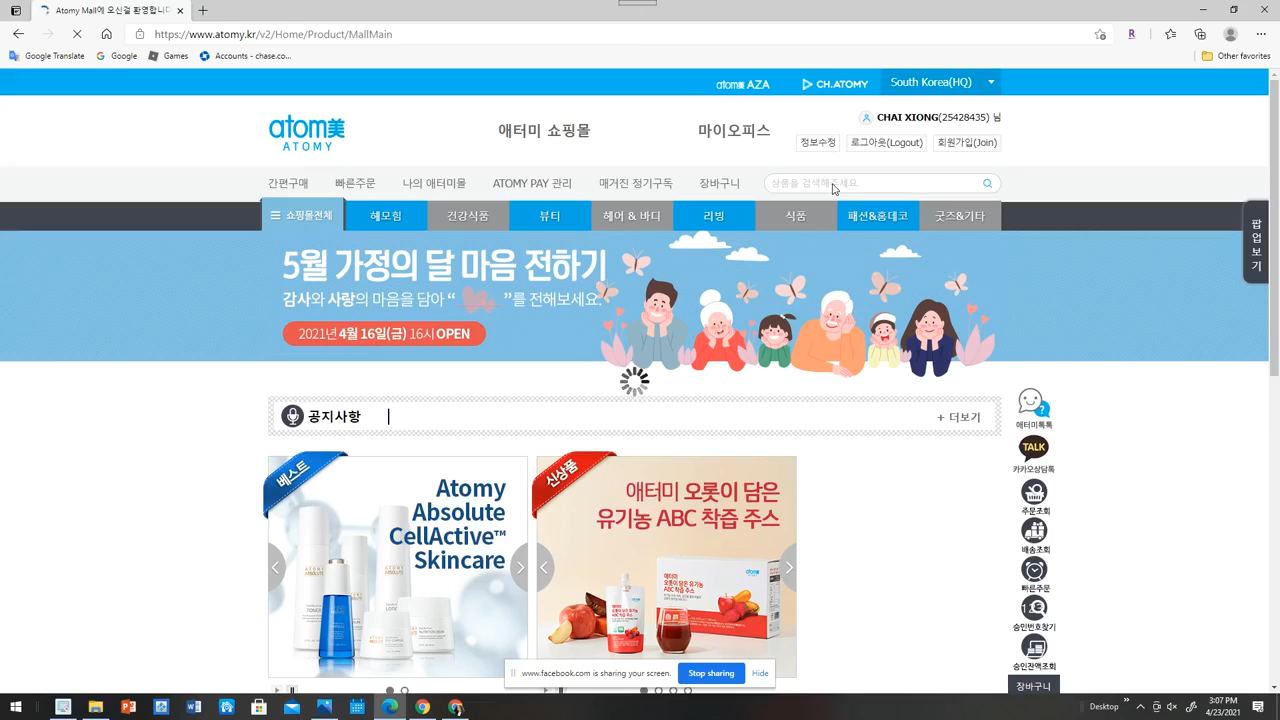 Atomy Mall에 오신걸 환영합니다
https://www.atomy.kr/v2/Home/Product/MallMain
Google Translate
Google
Games
Accounts - chase.co...
Other favorites
atom美 AZA
CH.ATOMY
South Korea(HQ)
atom美
ATOMY
애터미 쇼핑몰
마이오피스
CHAI XIONG(25428435) 님
정보수정
로그아웃(Logout)
회원가입(Join)
간편구매
빠른주문
나의 애터미몰
ATOMY PAY 관리
매거진 정기구독
장바구니
상품을 검색해주세요.
쇼핑몰전체
헤모힘
건강식품
뷰티
헤어 & 바디
리빙
식품
패션&홈데코
굿즈&기타
팝업보기
5월 가정의 달 마음 전하기
감사와 사랑의 마음을 담아 “ ”를 전해보세요.
2021년 4월 16일(금) 16시 OPEN
공지사항
+ 더보기
베스트
Atomy
Absolute
CellActive™
Skincare
신상품
애터미 오롯이 담은
유기농 ABC 착즙 주스
애터미톡톡
TALK
카카오상담톡
주문조회
배송조회
빠른주문
승인번호찾기
승인잔액조회
장바구니
www.facebook.com is sharing your screen.
Stop sharing
Hide
Desktop
3:07 PM
4/23/2021